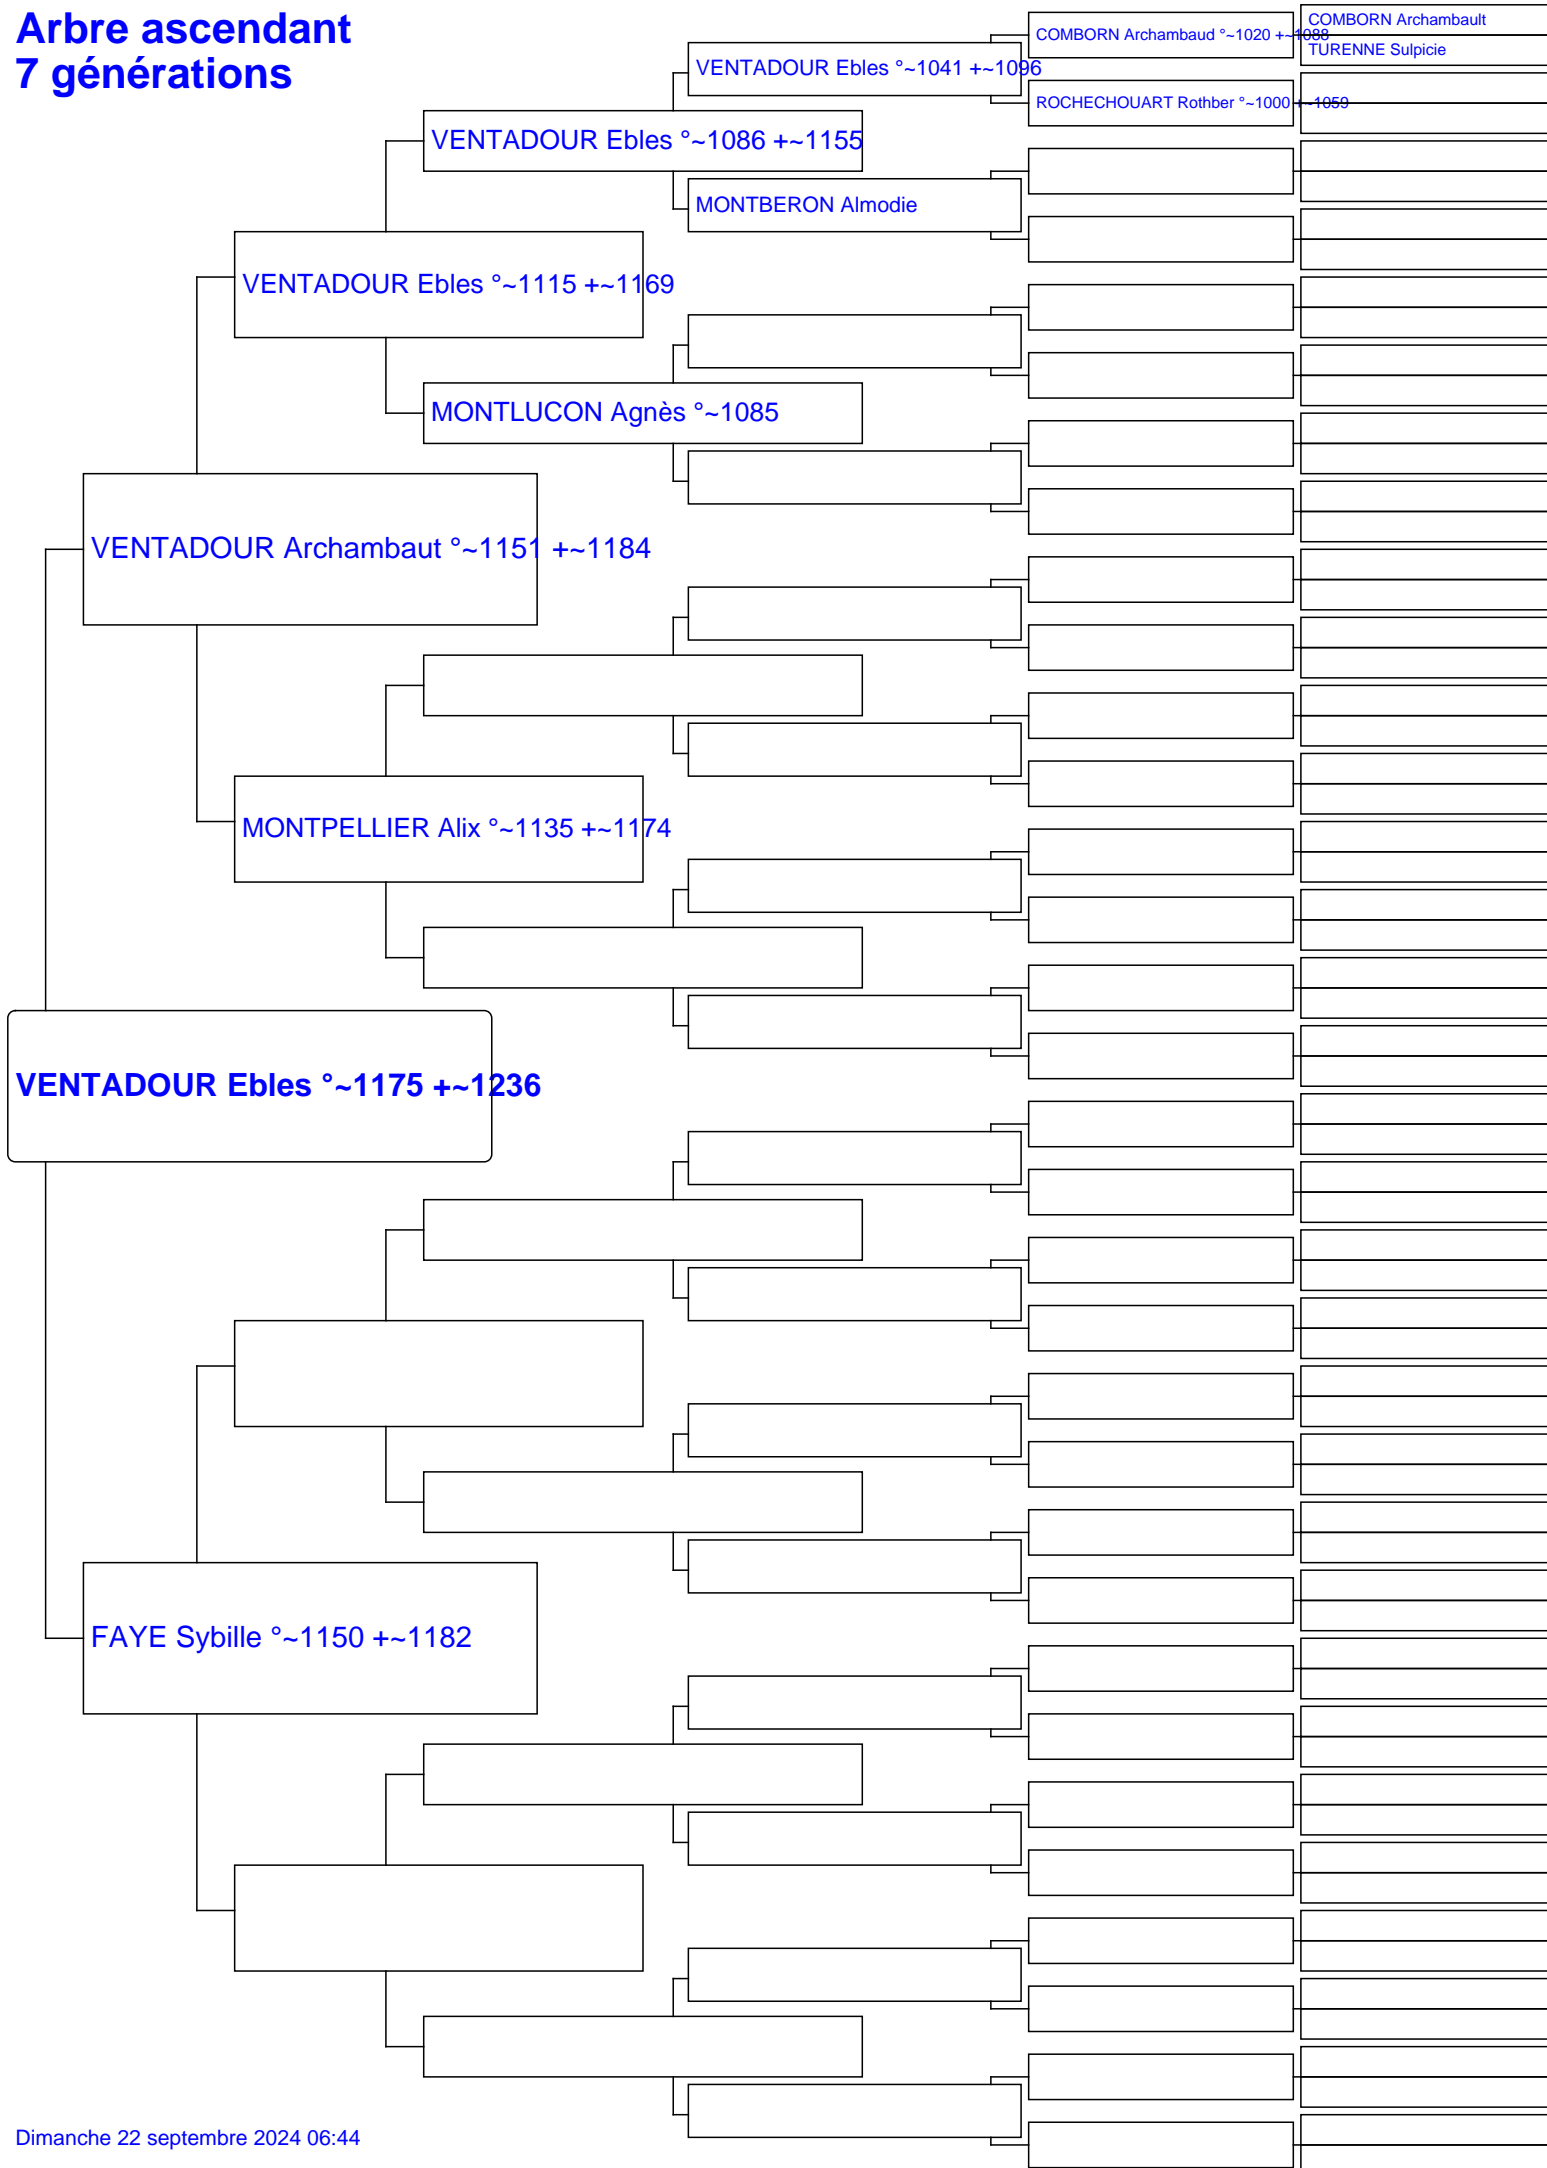 Arbre ascendant
7 générations
COMBORN Archambault
COMBORN Archambaud °~1020 +~1088
TURENNE Sulpicie
VENTADOUR Ebles °~1041 +~1096
ROCHECHOUART Rothber °~1000 +~1059
VENTADOUR Ebles °~1086 +~1155
MONTBERON Almodie
VENTADOUR Ebles °~1115 +~1169
MONTLUCON Agnès °~1085
VENTADOUR Archambaut °~1151 +~1184
MONTPELLIER Alix °~1135 +~1174
VENTADOUR Ebles °~1175 +~1236
FAYE Sybille °~1150 +~1182
Dimanche 22 septembre 2024 06:44